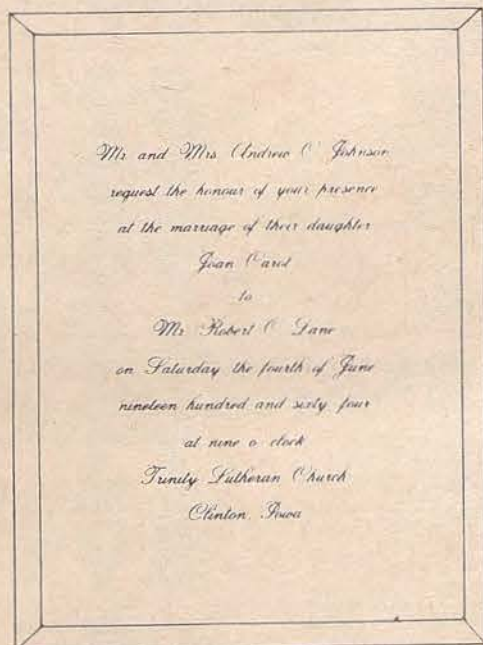 Mr and Mrs Andrew C Johnson
request the honour of your presence
at the marriage of their daughter
Joan Carol
to
Mr Robert C Lane
on Saturday the fourth of June
nineteen hundred and sixty four
at nine o clock
Trinity Lutheran Church
Clinton, Iowa